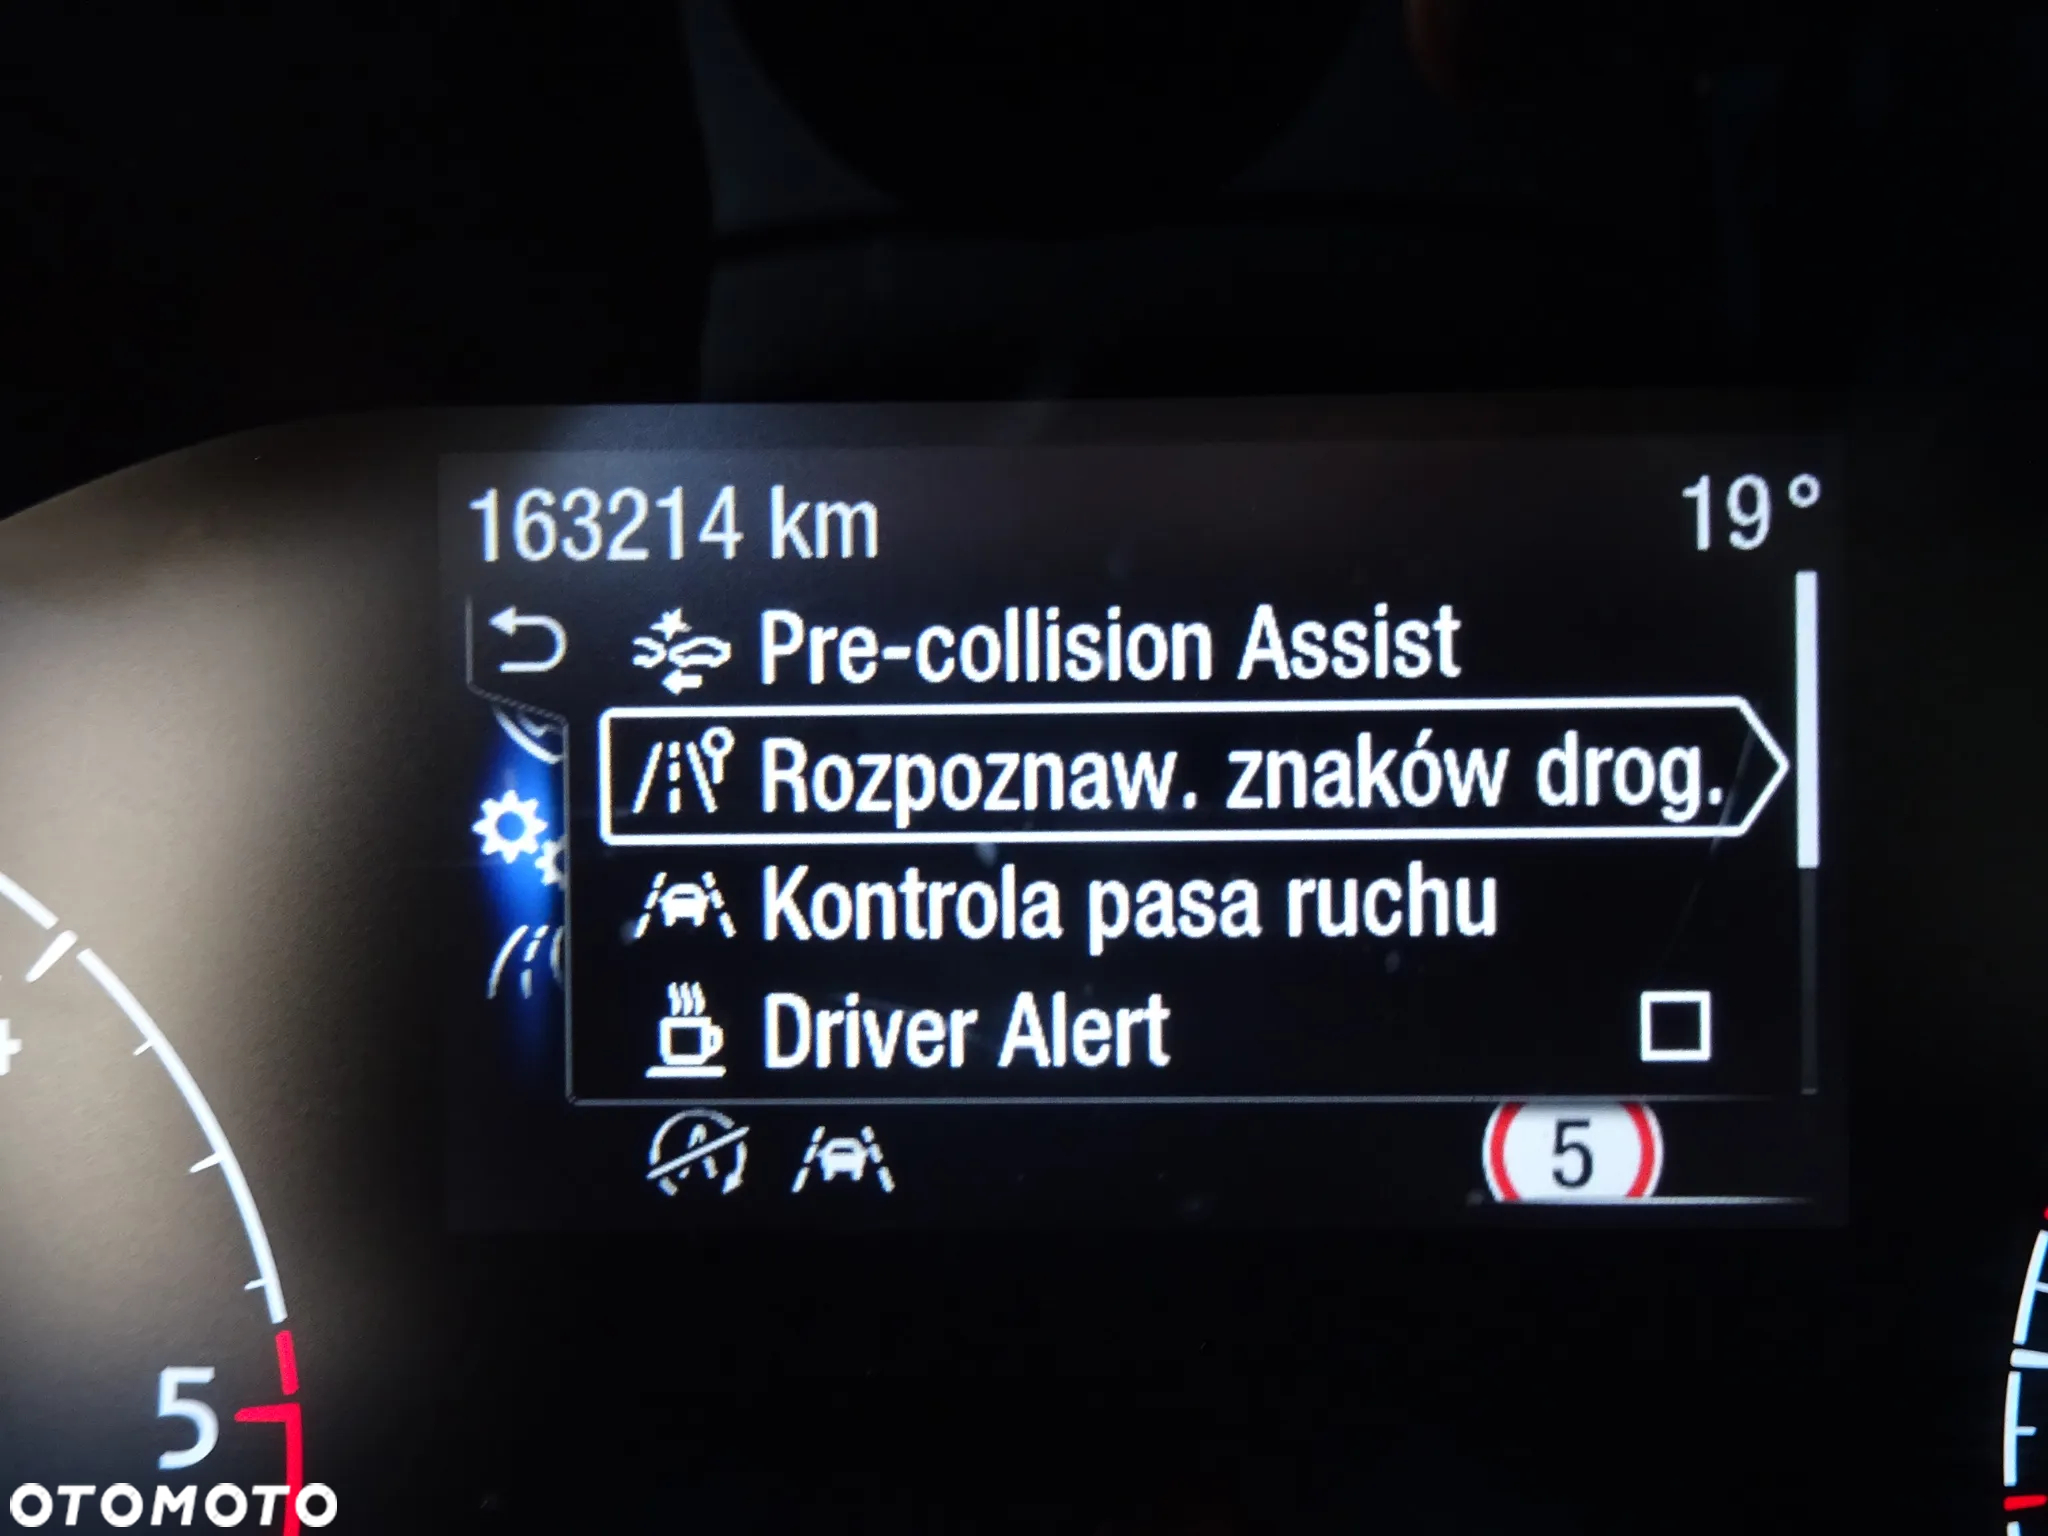 163214 km 19°
Pre-collision Assist
Rozpoznaw. znaków drog.
Kontrola pasa ruchu
Driver Alert
5
5
OTOMOTO